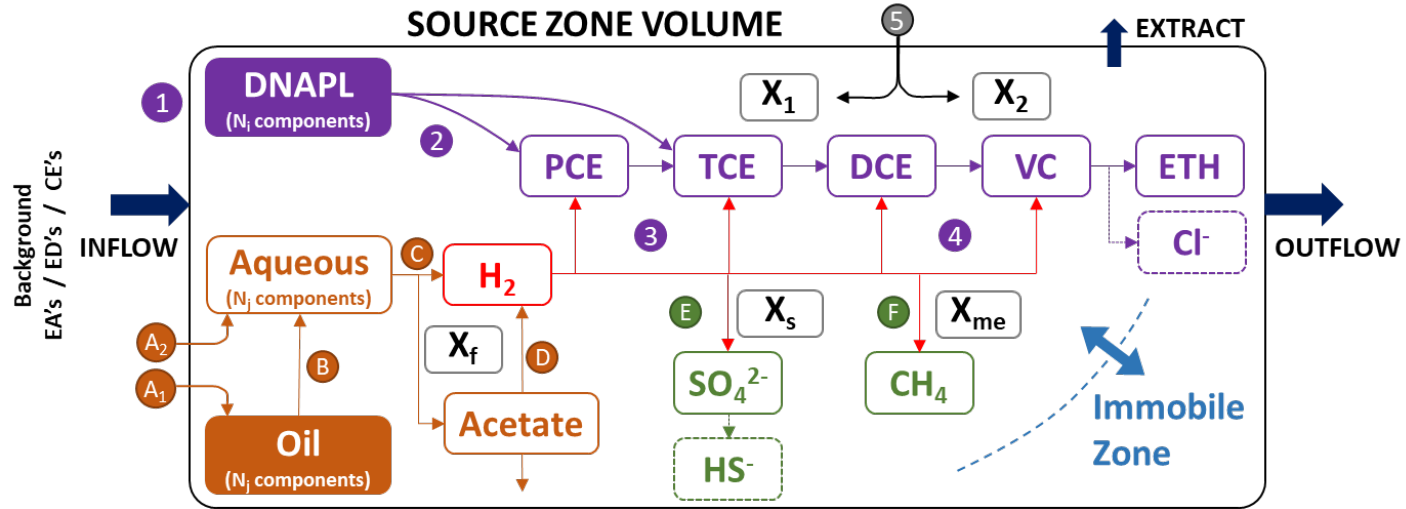 SOURCE ZONE VOLUME
5
EXTRACT
1
DNAPL
(Nᵢ components)
X₁
X₂
2
PCE
TCE
DCE
VC
ETH
Background
EA's / ED's / CE's
INFLOW
3
4
Cl⁻
OUTFLOW
Aqueous
(Nⱼ components)
C
H₂
A₂
B
X_f
D
E
Xₛ
F
X_me
A₁
SO₄²⁻
CH₄
Immobile
Zone
Oil
(Nⱼ components)
Acetate
HS⁻